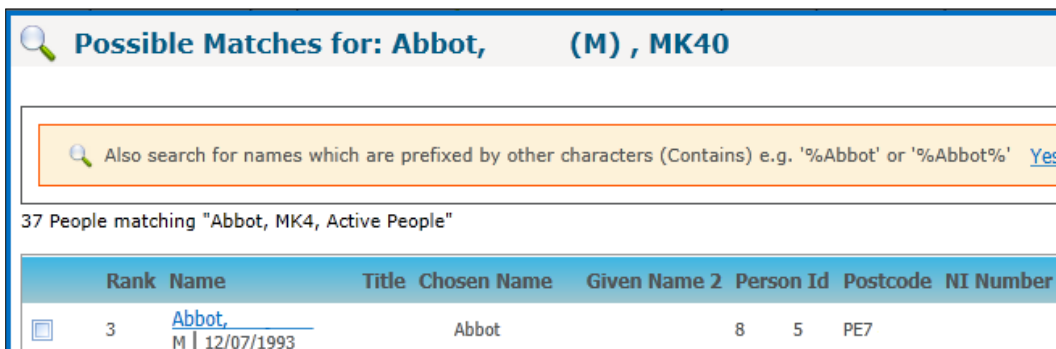 Possible Matches for: Abbot, (M) , MK40
Also search for names which are prefixed by other characters (Contains) e.g. '%Abbot' or '%Abbot%' Yes
37 People matching "Abbot, MK4, Active People"
Rank Name Title Chosen Name Given Name 2 Person Id Postcode NI Number
3 Abbot, Abbot 8 5 PE7
M | 12/07/1993